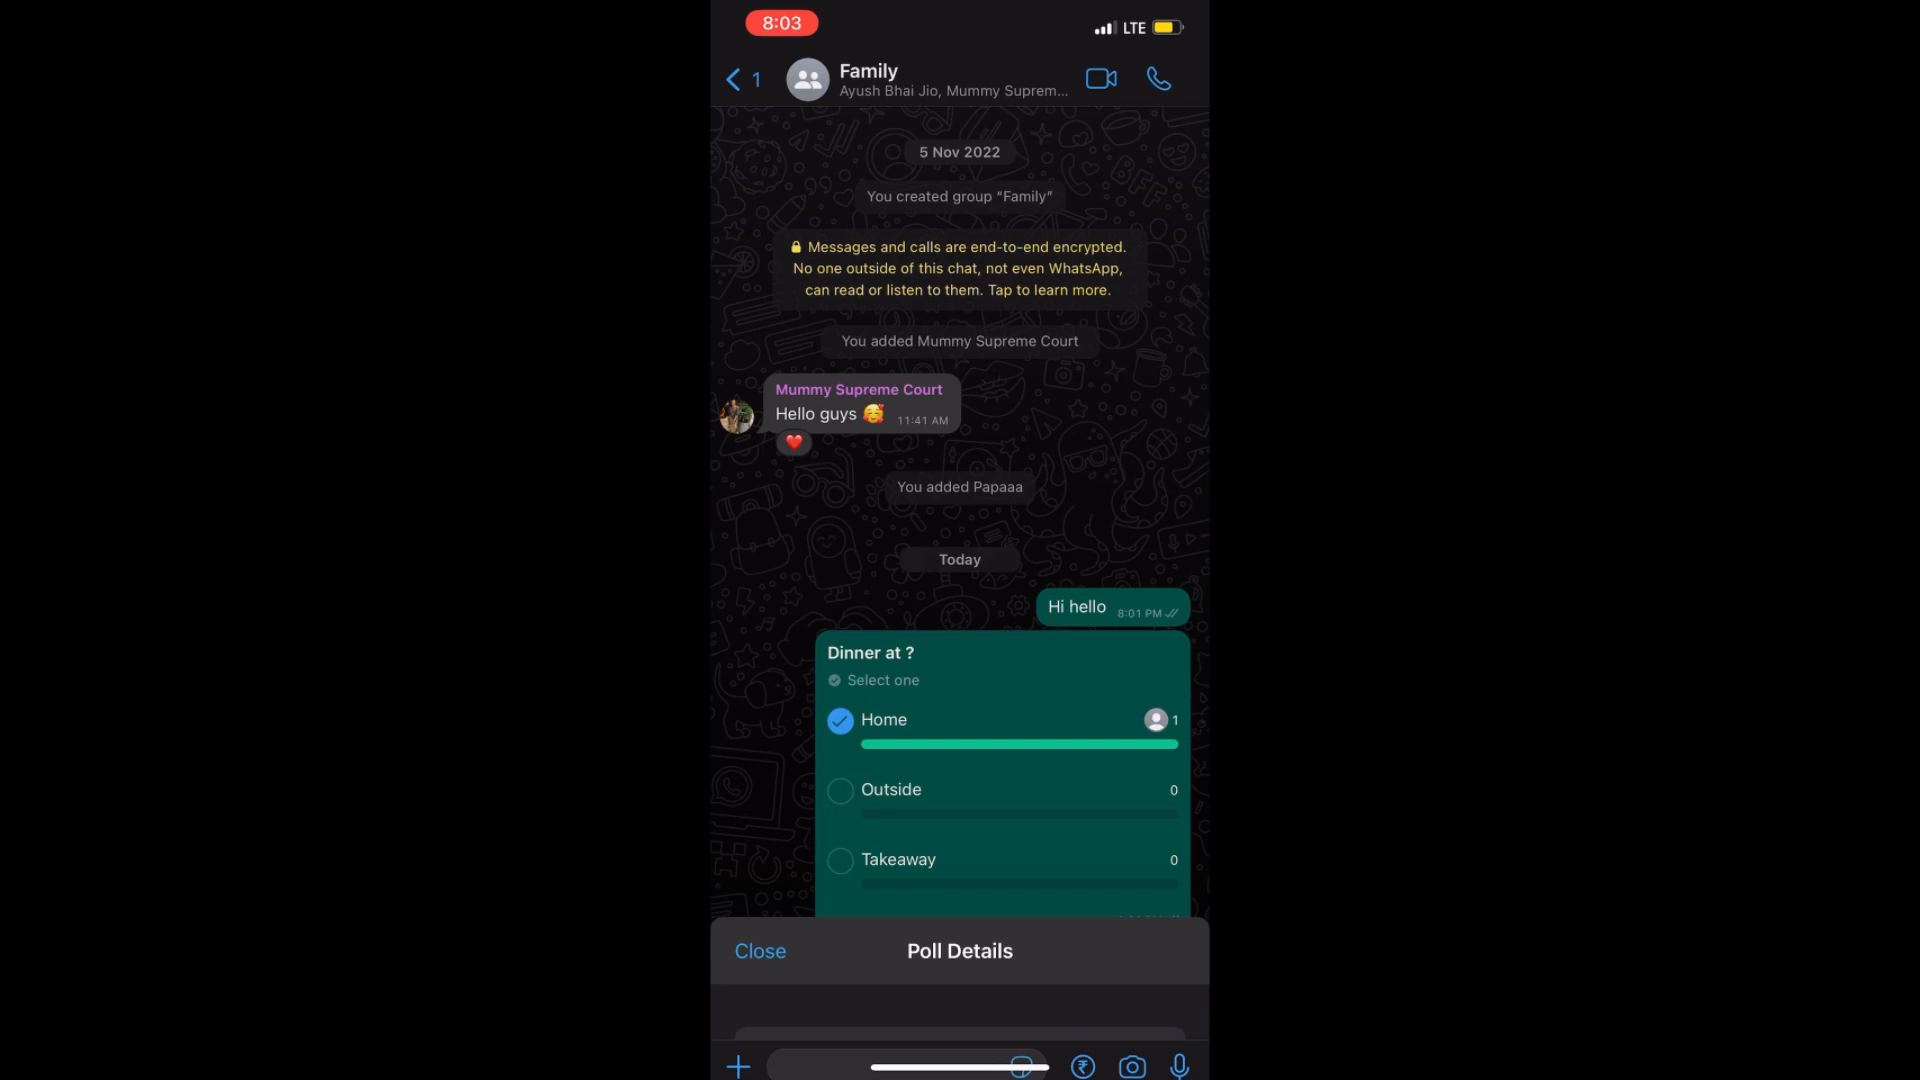 8:03
LTE
1
Family
Ayush Bhai Jio, Mummy Suprem...
5 Nov 2022
You created group “Family”
Messages and calls are end-to-end encrypted.
No one outside of this chat, not even WhatsApp,
can read or listen to them. Tap to learn more.
You added Mummy Supreme Court
Mummy Supreme Court
Hello guys 🥰 11:41 AM
❤️
You added Papaaa
Today
Hi hello 8:01 PM
Dinner at ?
Select one
Home 1
Outside 0
Takeaway 0
Close Poll Details
₹